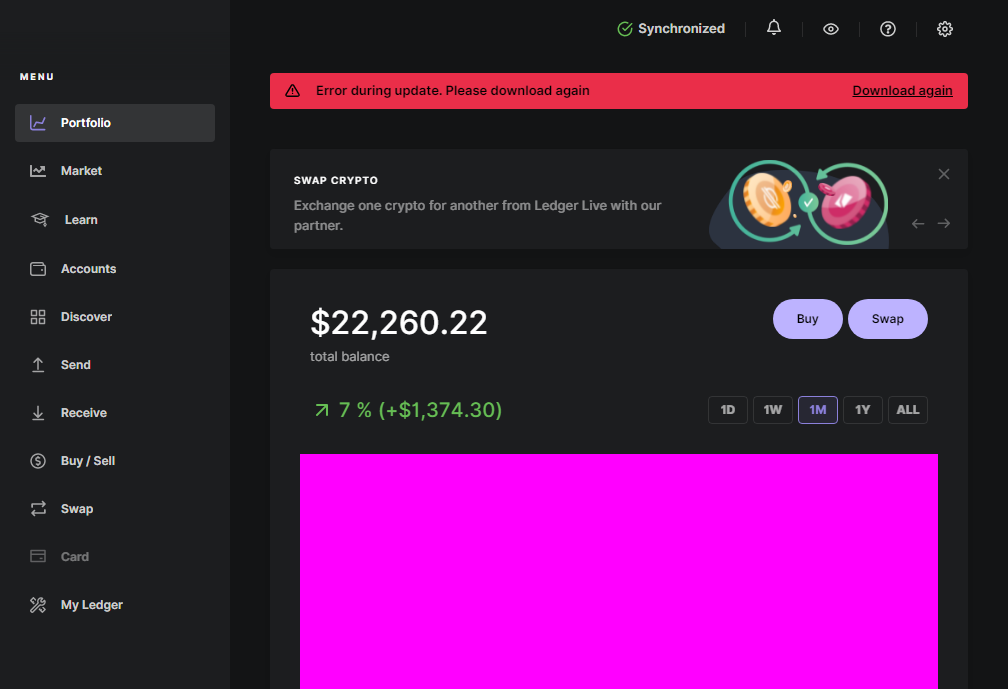 Synchronized
MENU
Error during update. Please download again
Download again
Portfolio
Market
Learn
Accounts
Discover
Send
Receive
Buy / Sell
Swap
Card
My Ledger
SWAP CRYPTO
Exchange one crypto for another from Ledger Live with our
partner.
$22,260.22
total balance
Buy
Swap
7 % (+$1,374.30)
1D
1W
1M
1Y
ALL